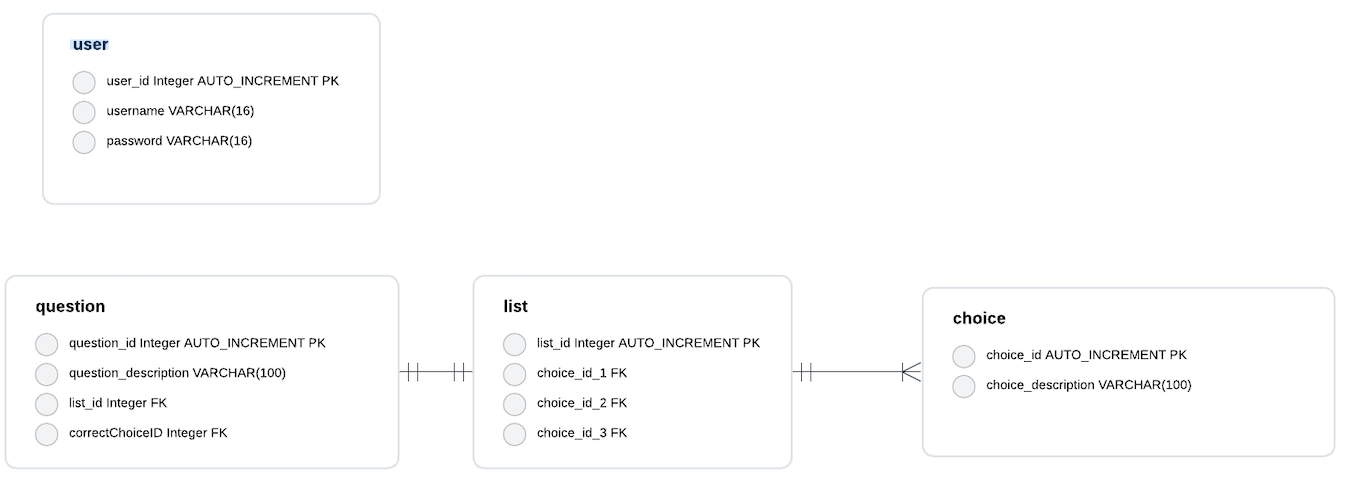 user
user_id Integer AUTO_INCREMENT PK
username VARCHAR(16)
password VARCHAR(16)
question
question_id Integer AUTO_INCREMENT PK
question_description VARCHAR(100)
list_id Integer FK
correctChoiceID Integer FK
list
list_id Integer AUTO_INCREMENT PK
choice_id_1 FK
choice_id_2 FK
choice_id_3 FK
choice
choice_id AUTO_INCREMENT PK
choice_description VARCHAR(100)